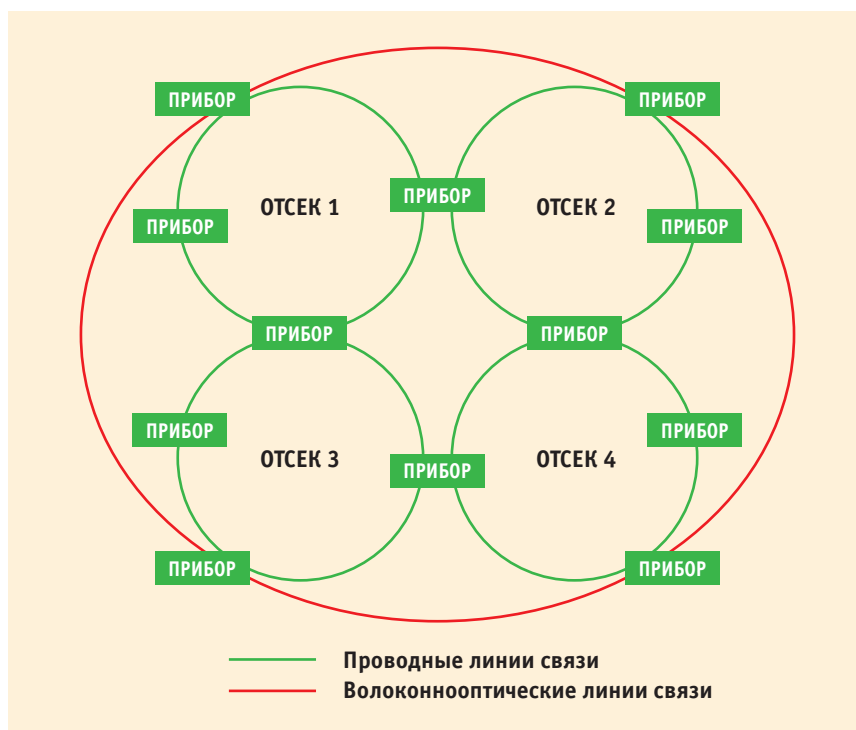 ПРИБОР
ПРИБОР
ПРИБОР
ОТСЕК 1
ОТСЕК 2
ПРИБОР
ПРИБОР
ПРИБОР
ПРИБОР
ПРИБОР
ПРИБОР
ОТСЕК 3
ОТСЕК 4
ПРИБОР
ПРИБОР
ПРИБОР
ПРИБОР
Проводные линии связи
Волоконнооптические линии связи